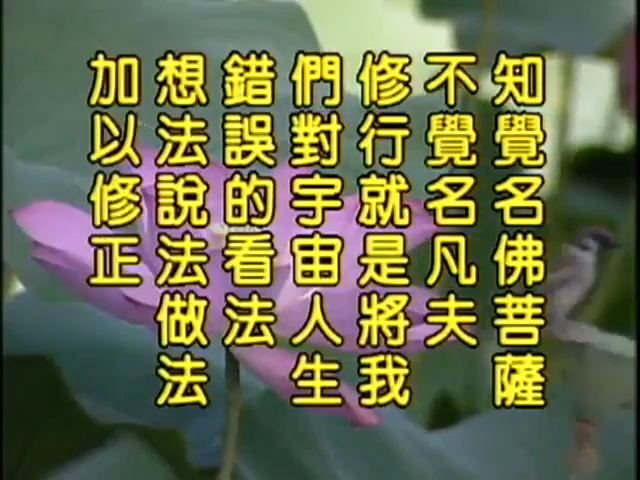 知覺名佛菩薩
不覺名凡夫
修行就是將我
們對宇宙人生
錯誤的看法
想法說法做法
加以修正